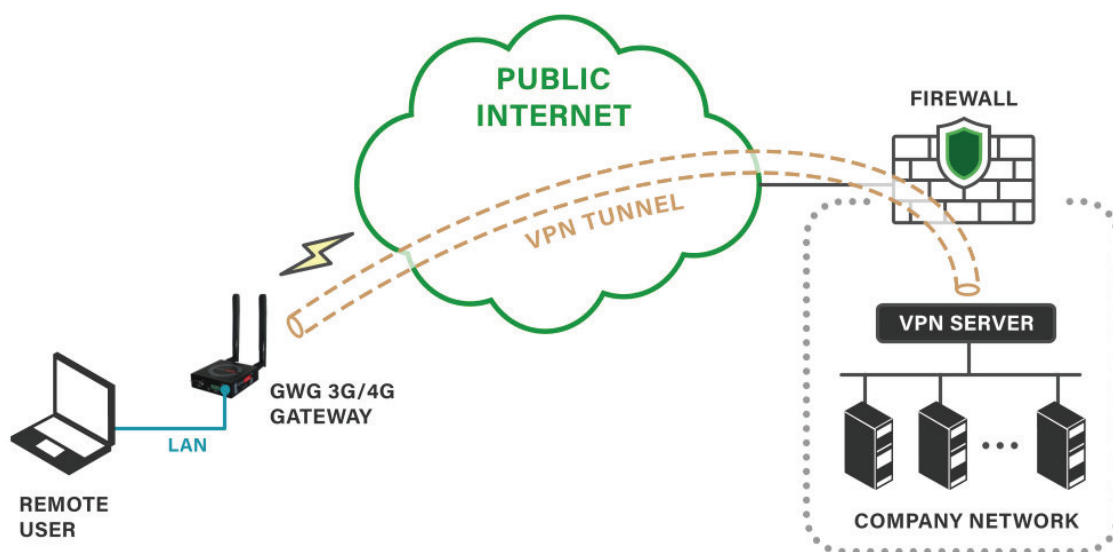 PUBLIC
INTERNET
FIREWALL
VPN TUNNEL
VPN SERVER
GWG 3G/4G
GATEWAY
LAN
REMOTE
USER
COMPANY NETWORK